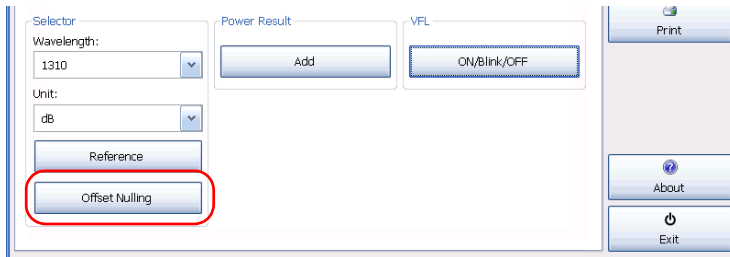 Selector
Wavelength:
1310
Unit:
dB
Reference
Offset Nulling
Power Result
Add
VFL
ON/Blink/OFF
Print
About
Exit